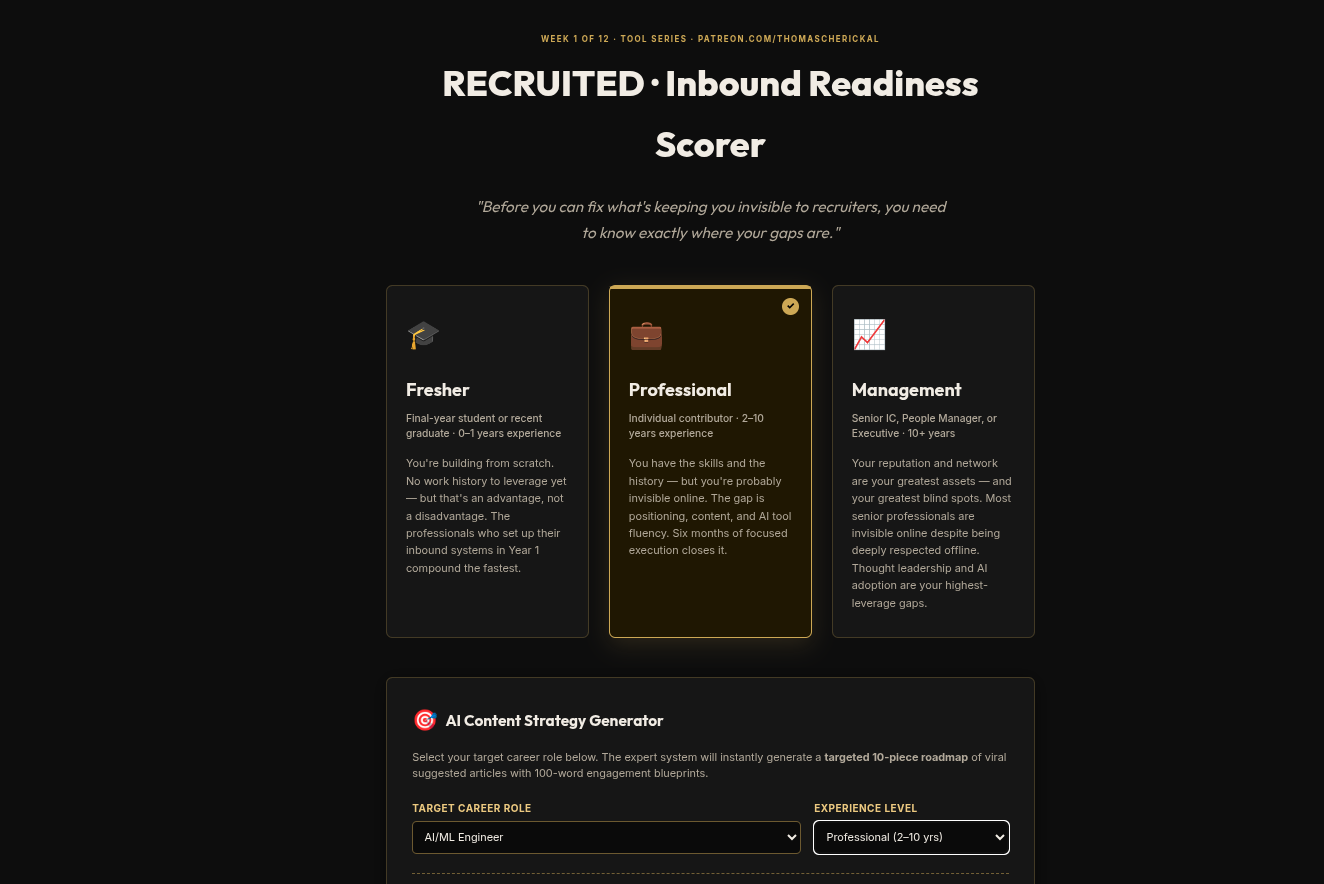 WEEK 1 OF 12 · TOOL SERIES · PATREON.COM/THOMASCHERICKAL
RECRUITED · Inbound Readiness
Scorer
"Before you can fix what's keeping you invisible to recruiters, you need
to know exactly where your gaps are."
Fresher
Final-year student or recent
graduate · 0–1 years experience
You're building from scratch.
No work history to leverage yet
— but that's an advantage, not
a disadvantage. The
professionals who set up their
inbound systems in Year 1
compound the fastest.
Professional
Individual contributor · 2–10
years experience
You have the skills and the
history — but you're probably
invisible online. The gap is
positioning, content, and AI tool
fluency. Six months of focused
execution closes it.
Management
Senior IC, People Manager, or
Executive · 10+ years
Your reputation and network
are your greatest assets — and
your greatest blind spots. Most
senior professionals are
invisible online despite being
deeply respected offline.
Thought leadership and AI
adoption are your highest-
leverage gaps.
AI Content Strategy Generator
Select your target career role below. The expert system will instantly generate a targeted 10-piece roadmap of viral
suggested articles with 100-word engagement blueprints.
TARGET CAREER ROLE
AI/ML Engineer
EXPERIENCE LEVEL
Professional (2–10 yrs)